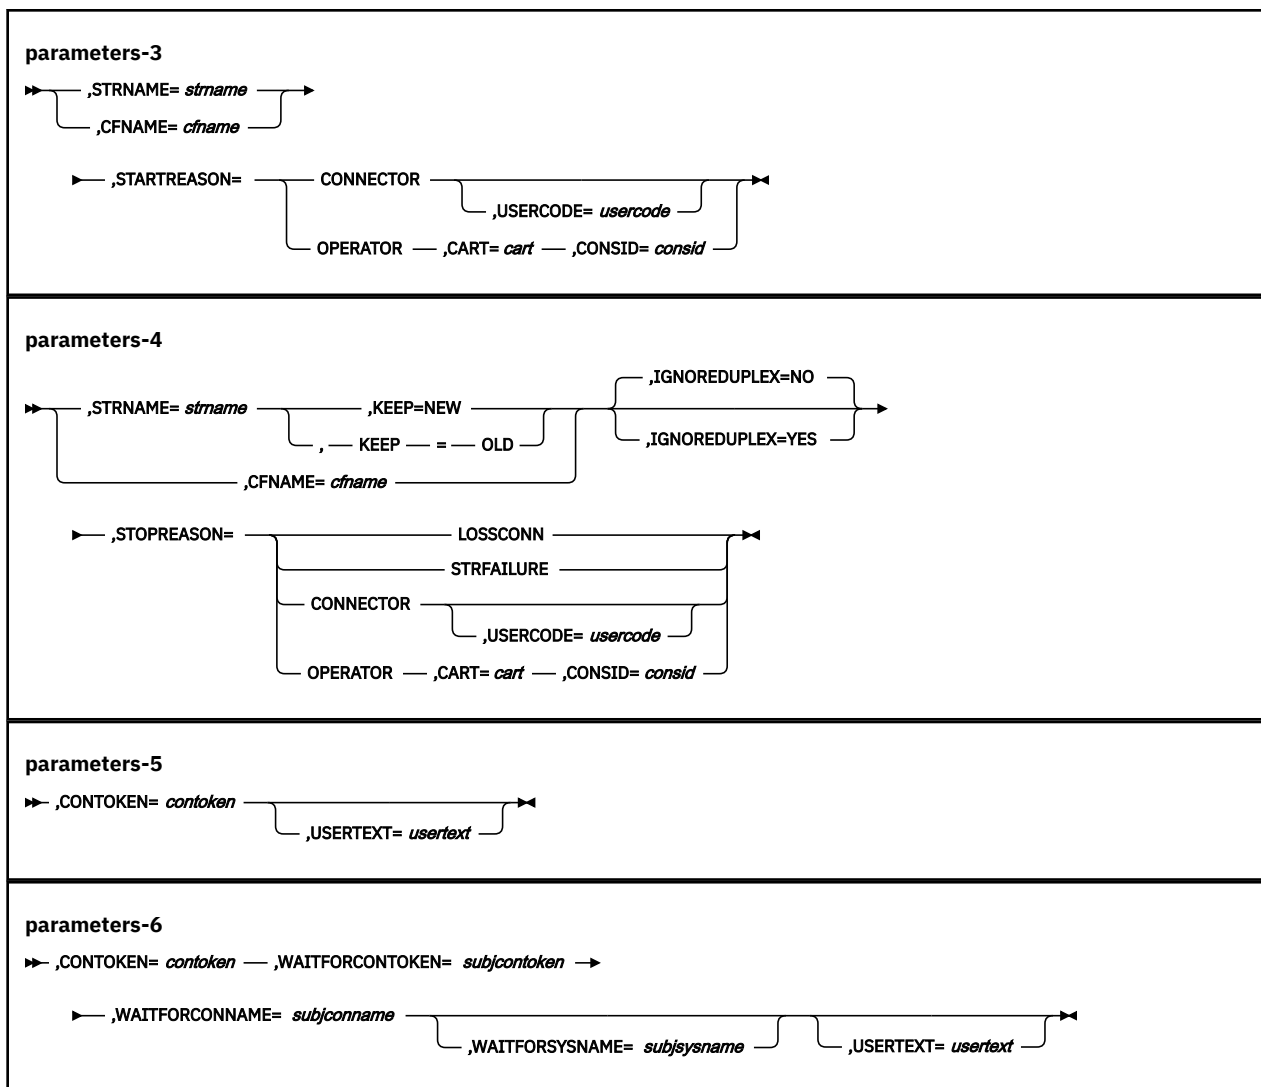 parameters-3
,STRNAME= strname
,CFNAME= cfname
,STARTREASON= CONNECTOR
,USERCODE= usercode
OPERATOR ,CART= cart ,CONSID= consid
parameters-4
,IGNOREDUPLEX=NO
,STRNAME= strname ,KEEP=NEW
,IGNOREDUPLEX=YES
, KEEP = OLD
,CFNAME= cfname
,STOPREASON= LOSSCONN
STRFAILURE
CONNECTOR
,USERCODE= usercode
OPERATOR ,CART= cart ,CONSID= consid
parameters-5
,CONTOKEN= contoken
,USERTEXT= usertext
parameters-6
,CONTOKEN= contoken ,WAITFORCONTOKEN= subjcontoken
,WAITFORCONNAME= subjconname
,WAITFORSYSNAME= subjsysname ,USERTEXT= usertext